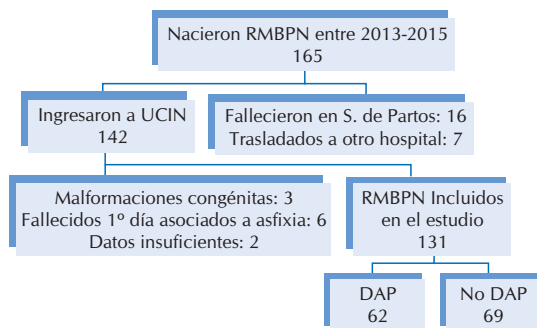 Nacieron RMBPN entre 2013-2015
165
Ingresaron a UCIN
142
Fallecieron en S. de Partos: 16
Trasladados a otro hospital: 7
Malformaciones congénitas: 3
Fallecidos 1º día asociados a asfixia: 6
Datos insuficientes: 2
RMBPN Incluidos
en el estudio
131
DAP
62
No DAP
69